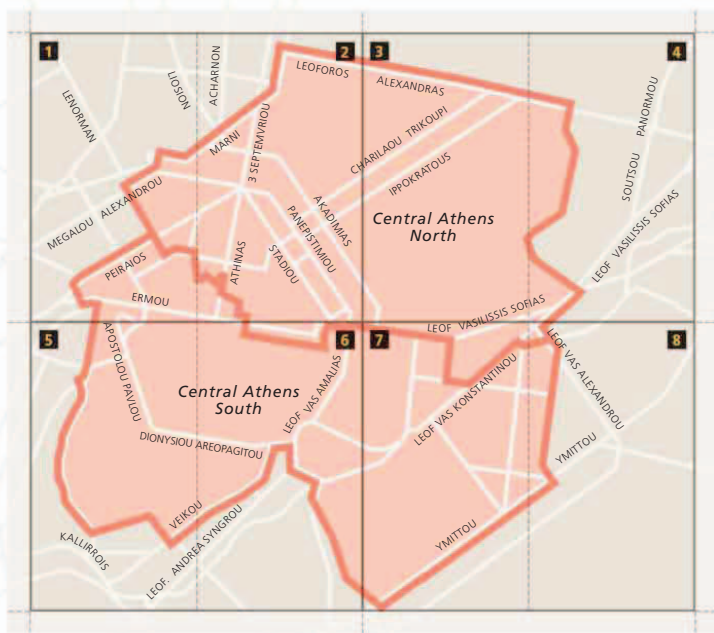 1
2
3
4
LENORMAN
LIOSION
ACHARNON
3 SEPTEMVRIOU
MARNI
LEOFOROS
ALEXANDRAS
CHARILAOU TRIKOUPI
IPPOKRATOUS
SOUTSOU
PANORMOU
MEGALOU ALEXANDROU
AKADIMIAS
PANEPISTIMIOU
STADIOU
ATHINAS
PEIRAIOS
ERMOU
Central Athens
North
LEOF VASILISSIS SOFIAS
LEOF VASILISSIS SOFIAS
5
6
7
8
APOSTOLOU PAVLOU
Central Athens
South
LEOF VAS AMALIAS
LEOF VAS KONSTANTINOU
LEOF VAS ALEXANDROU
DIONYSIOU AREOPAGITOU
YMITTOU
VEIKOU
KALLIRROIS
LEOF. ANDREA SYNGROU
YMITTOU